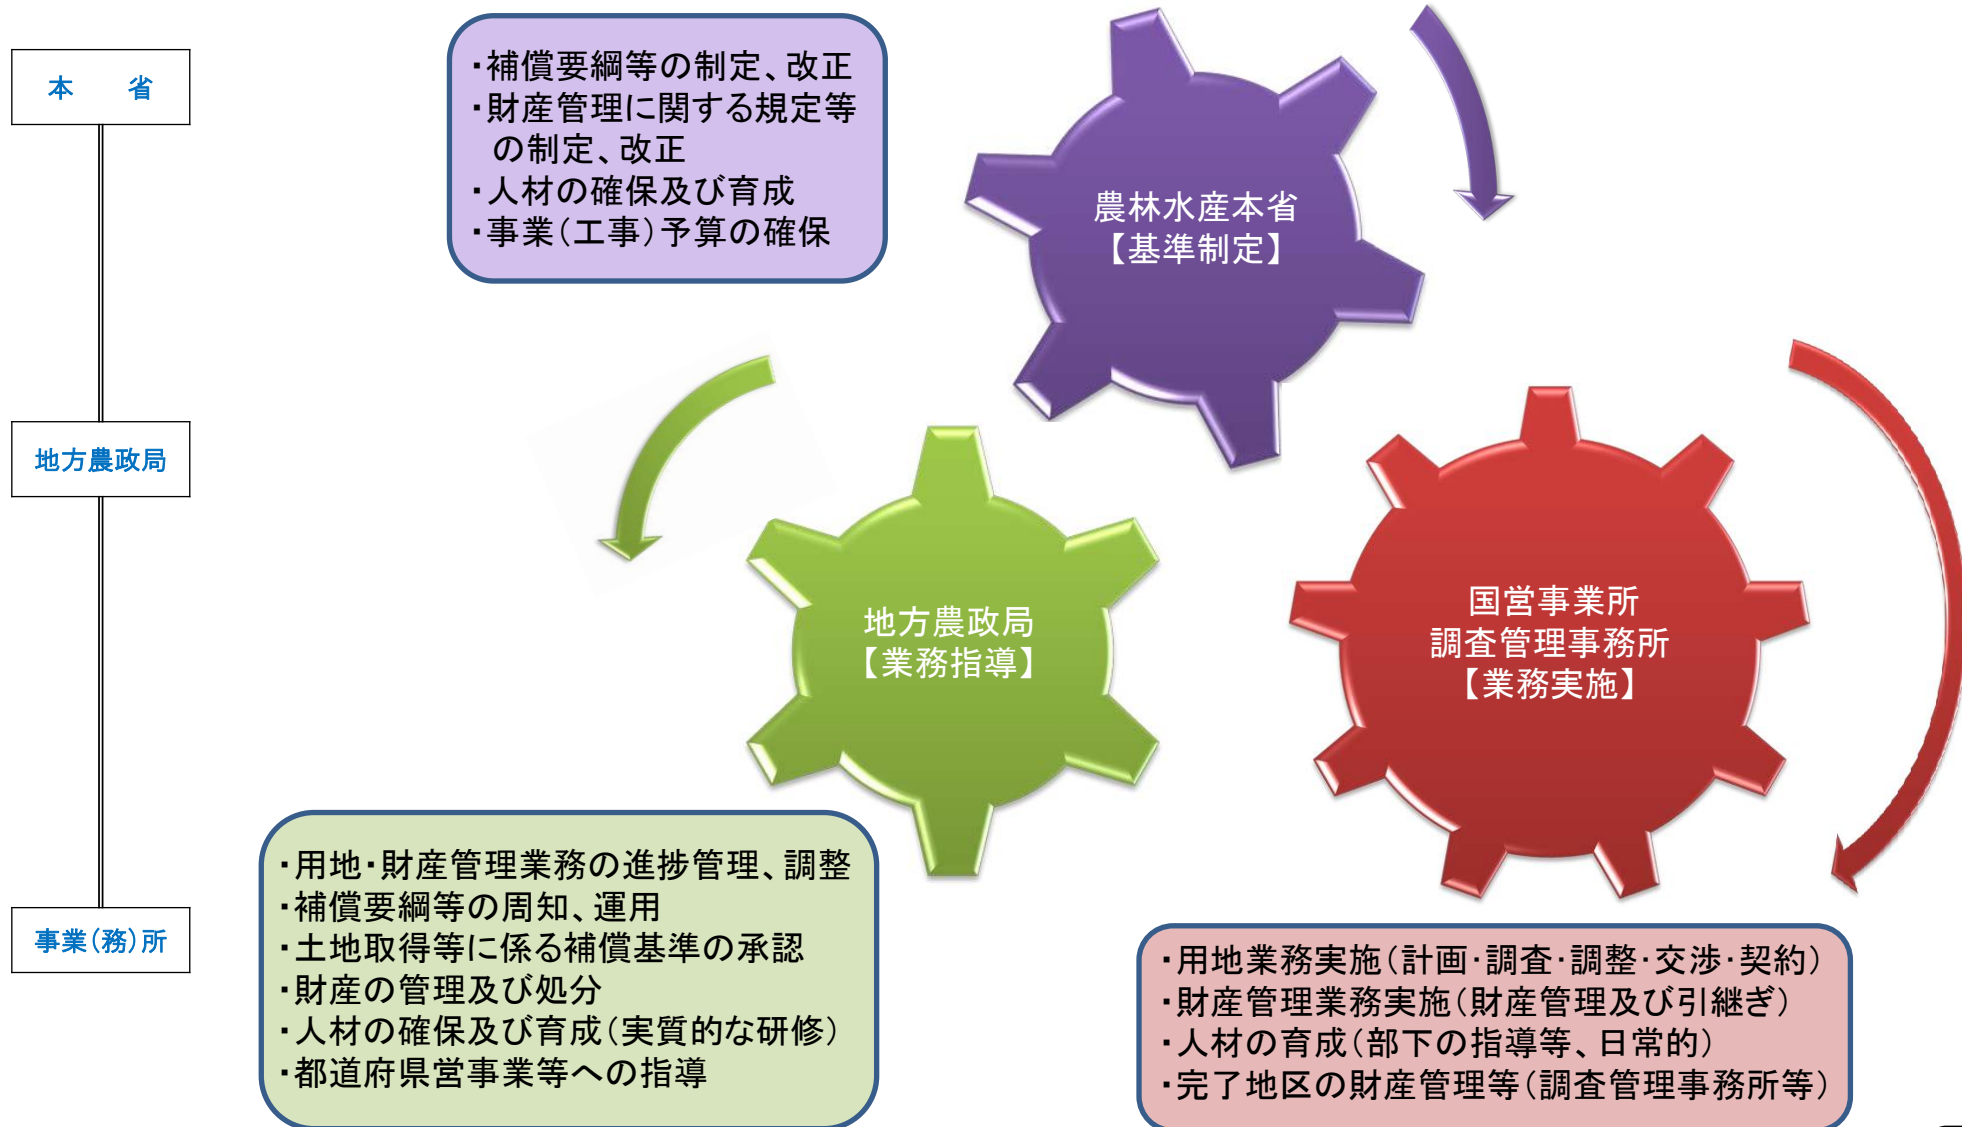 本　省
地方農政局
事業(務)所
・補償要綱等の制定、改正
・財産管理に関する規定等
の制定、改正
・人材の確保及び育成
・事業(工事)予算の確保
農林水産本省
【基準制定】
地方農政局
【業務指導】
国営事業所
調査管理事務所
【業務実施】
・用地・財産管理業務の進捗管理、調整
・補償要綱等の周知、運用
・土地取得等に係る補償基準の承認
・財産の管理及び処分
・人材の確保及び育成(実質的な研修)
・都道府県営事業等への指導
・用地業務実施(計画・調査・調整・交渉・契約)
・財産管理業務実施(財産管理及び引継ぎ)
・人材の育成(部下の指導等、日常的)
・完了地区の財産管理等(調査管理事務所等)